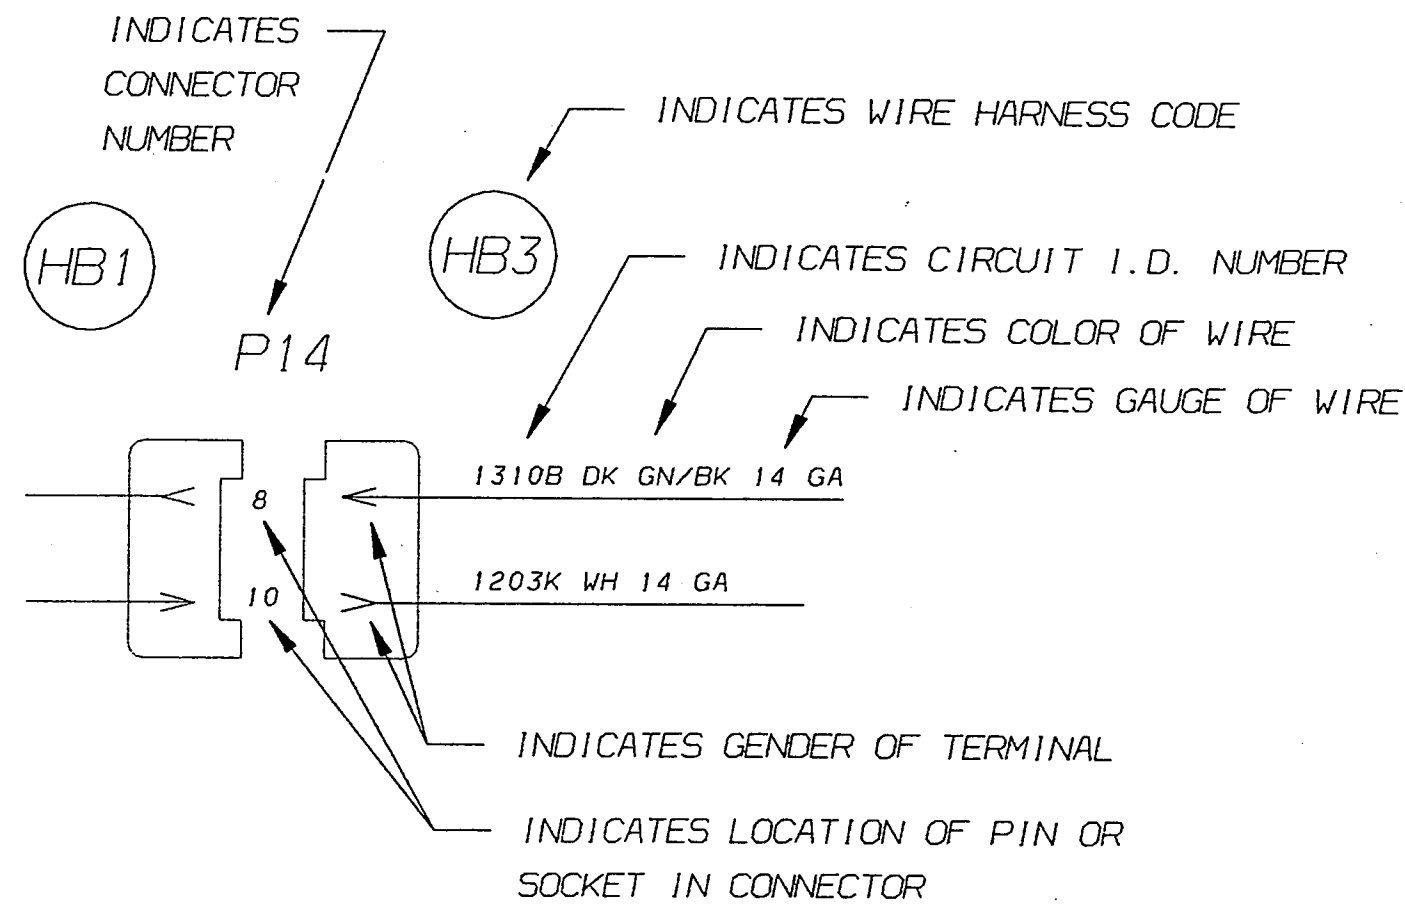 INDICATES
CONNECTOR
NUMBER
INDICATES WIRE HARNESS CODE
HB1
HB3
INDICATES CIRCUIT I.D. NUMBER
P14
INDICATES COLOR OF WIRE
INDICATES GAUGE OF WIRE
8
1310B DK GN/BK 14 GA
10
1203K WH 14 GA
INDICATES GENDER OF TERMINAL
INDICATES LOCATION OF PIN OR
SOCKET IN CONNECTOR